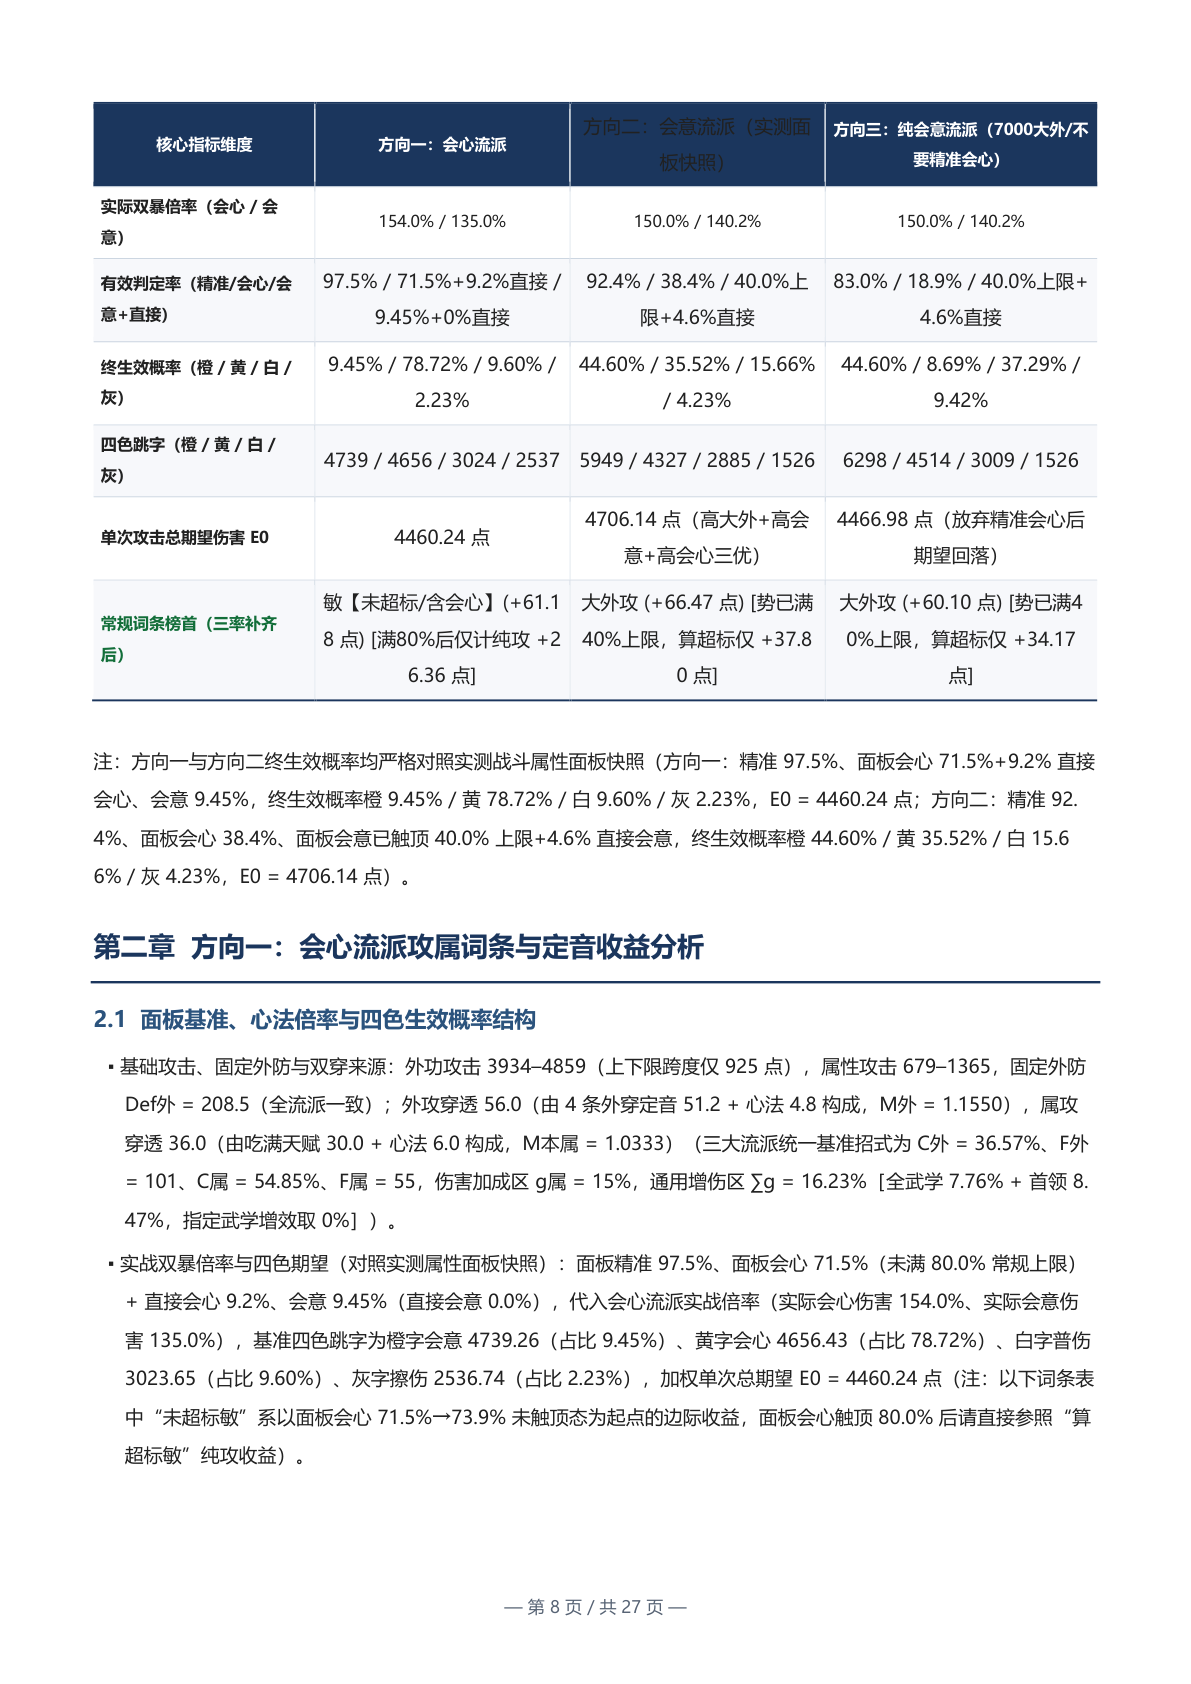 核心指标维度
方向一：会心流派
方向二：会意流派（实测面
板快照）
方向三：纯会意流派（7000大外/不
要精准会心）
实际双暴倍率（会心 / 会
意）
154.0% / 135.0%
150.0% / 140.2%
150.0% / 140.2%
有效判定率（精准/会心/会
意+直接）
97.5% / 71.5%+9.2%直接 /
9.45%+0%直接
92.4% / 38.4% / 40.0%上
限+4.6%直接
83.0% / 18.9% / 40.0%上限+
4.6%直接
终生效概率（橙 / 黄 / 白 /
灰）
9.45% / 78.72% / 9.60% /
2.23%
44.60% / 35.52% / 15.66%
/ 4.23%
44.60% / 8.69% / 37.29% /
9.42%
四色跳字（橙 / 黄 / 白 /
灰）
4739 / 4656 / 3024 / 2537
5949 / 4327 / 2885 / 1526
6298 / 4514 / 3009 / 1526
单次攻击总期望伤害 E0
4460.24 点
4706.14 点（高大外+高会
意+高会心三优）
4466.98 点（放弃精准会心后
期望回落）
常规词条榜首（三率补齐
后）
敏【未超标/含会心】(+61.1
8 点) [满80%后仅计纯攻 +2
6.36 点]
大外攻 (+66.47 点) [势已满
40%上限，算超标仅 +37.8
0 点]
大外攻 (+60.10 点) [势已满4
0%上限，算超标仅 +34.17
点]
注：方向一与方向二终生效概率均严格对照实测战斗属性面板快照（方向一：精准 97.5%、面板会心 71.5%+9.2% 直接
会心、会意 9.45%，终生效概率橙 9.45% / 黄 78.72% / 白 9.60% / 灰 2.23%，E0 = 4460.24 点；方向二：精准 92.
4%、面板会心 38.4%、面板会意已触顶 40.0% 上限+4.6% 直接会意，终生效概率橙 44.60% / 黄 35.52% / 白 15.6
6% / 灰 4.23%，E0 = 4706.14 点）。
第二章 方向一：会心流派攻属词条与定音收益分析
2.1 面板基准、心法倍率与四色生效概率结构
▪ 基础攻击、固定外防与双穿来源：外功攻击 3934–4859（上下限跨度仅 925 点），属性攻击 679–1365，固定外防
Def外 = 208.5（全流派一致）；外攻穿透 56.0（由 4 条外穿定音 51.2 + 心法 4.8 构成，M外 = 1.1550），属攻
穿透 36.0（由吃满天赋 30.0 + 心法 6.0 构成，M本属 = 1.0333）（三大流派统一基准招式为 C外 = 36.57%、F外
= 101、C属 = 54.85%、F属 = 55，伤害加成区 g属 = 15%，通用增伤区 ∑g = 16.23%［全武学 7.76% + 首领 8.
47%，指定武学增效取 0%］）。
▪ 实战双暴倍率与四色期望（对照实测属性面板快照）：面板精准 97.5%、面板会心 71.5%（未满 80.0% 常规上限）
+ 直接会心 9.2%、会意 9.45%（直接会意 0.0%），代入会心流派实战倍率（实际会心伤害 154.0%、实际会意伤
害 135.0%），基准四色跳字为橙字会意 4739.26（占比 9.45%）、黄字会心 4656.43（占比 78.72%）、白字普伤
3023.65（占比 9.60%）、灰字擦伤 2536.74（占比 2.23%），加权单次总期望 E0 = 4460.24 点（注：以下词条表
中“未超标敏”系以面板会心 71.5%→73.9% 未触顶态为起点的边际收益，面板会心触顶 80.0% 后请直接参照“算
超标敏”纯攻收益）。
— 第 8 页 / 共 27 页 —